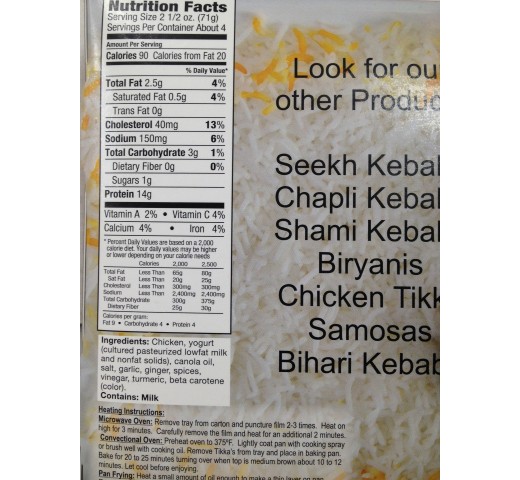 Nutrition Facts
Serving Size 2 1/2 oz. (71g)
Servings Per Container About 4
Amount Per Serving
Calories 90 Calories from Fat 20
% Daily Value*
Total Fat 2.5g 4%
Saturated Fat 0.5g 4%
Trans Fat 0g
Cholesterol 40mg 13%
Sodium 150mg 6%
Total Carbohydrate 3g 1%
Dietary Fiber 0g 0%
Sugars 1g
Protein 14g
Vitamin A 2% • Vitamin C 4%
Calcium 4% • Iron 4%
*Percent Daily Values are based on a 2,000
calorie diet. Your daily values may be higher
or lower depending on your calorie needs
Calories 2,000 2,500
Total Fat Less Than 65g 80g
Sat Fat Less Than 20g 25g
Cholesterol Less Than 300mg 300mg
Sodium Less Than 2,400mg 2,400mg
Total Carbohydrate 300g 375g
Dietary Fiber 25g 30g
Calories per gram:
Fat 9 • Carbohydrate 4 • Protein 4
Ingredients: Chicken, yogurt
(cultured pasteurized lowfat milk
and nonfat solids), canola oil,
salt, garlic, ginger, spices,
vinegar, turmeric, beta carotene
(color).
Contains: Milk
Heating Instructions:
Microwave Oven: Remove tray from carton and puncture film 2-3 times. Heat on
high for 3 minutes. Carefully remove the film and heat for an additional 2 minutes.
Convectional Oven: Preheat oven to 375°F. Lightly coat pan with cooking spray
or brush well with cooking oil. Remove Tikka's from tray and place in baking pan.
Bake for 20 to 25 minutes turning over when top is medium brown about 10 to 12
minutes. Let cool before enjoying.
Pan Frying: Heat a small amount of oil enough to make a thin layer on pan
Look for ou
other Produc
Seekh Kebab
Chapli Kebab
Shami Kebab
Biryanis
Chicken Tikk
Samosas
Bihari Kebab